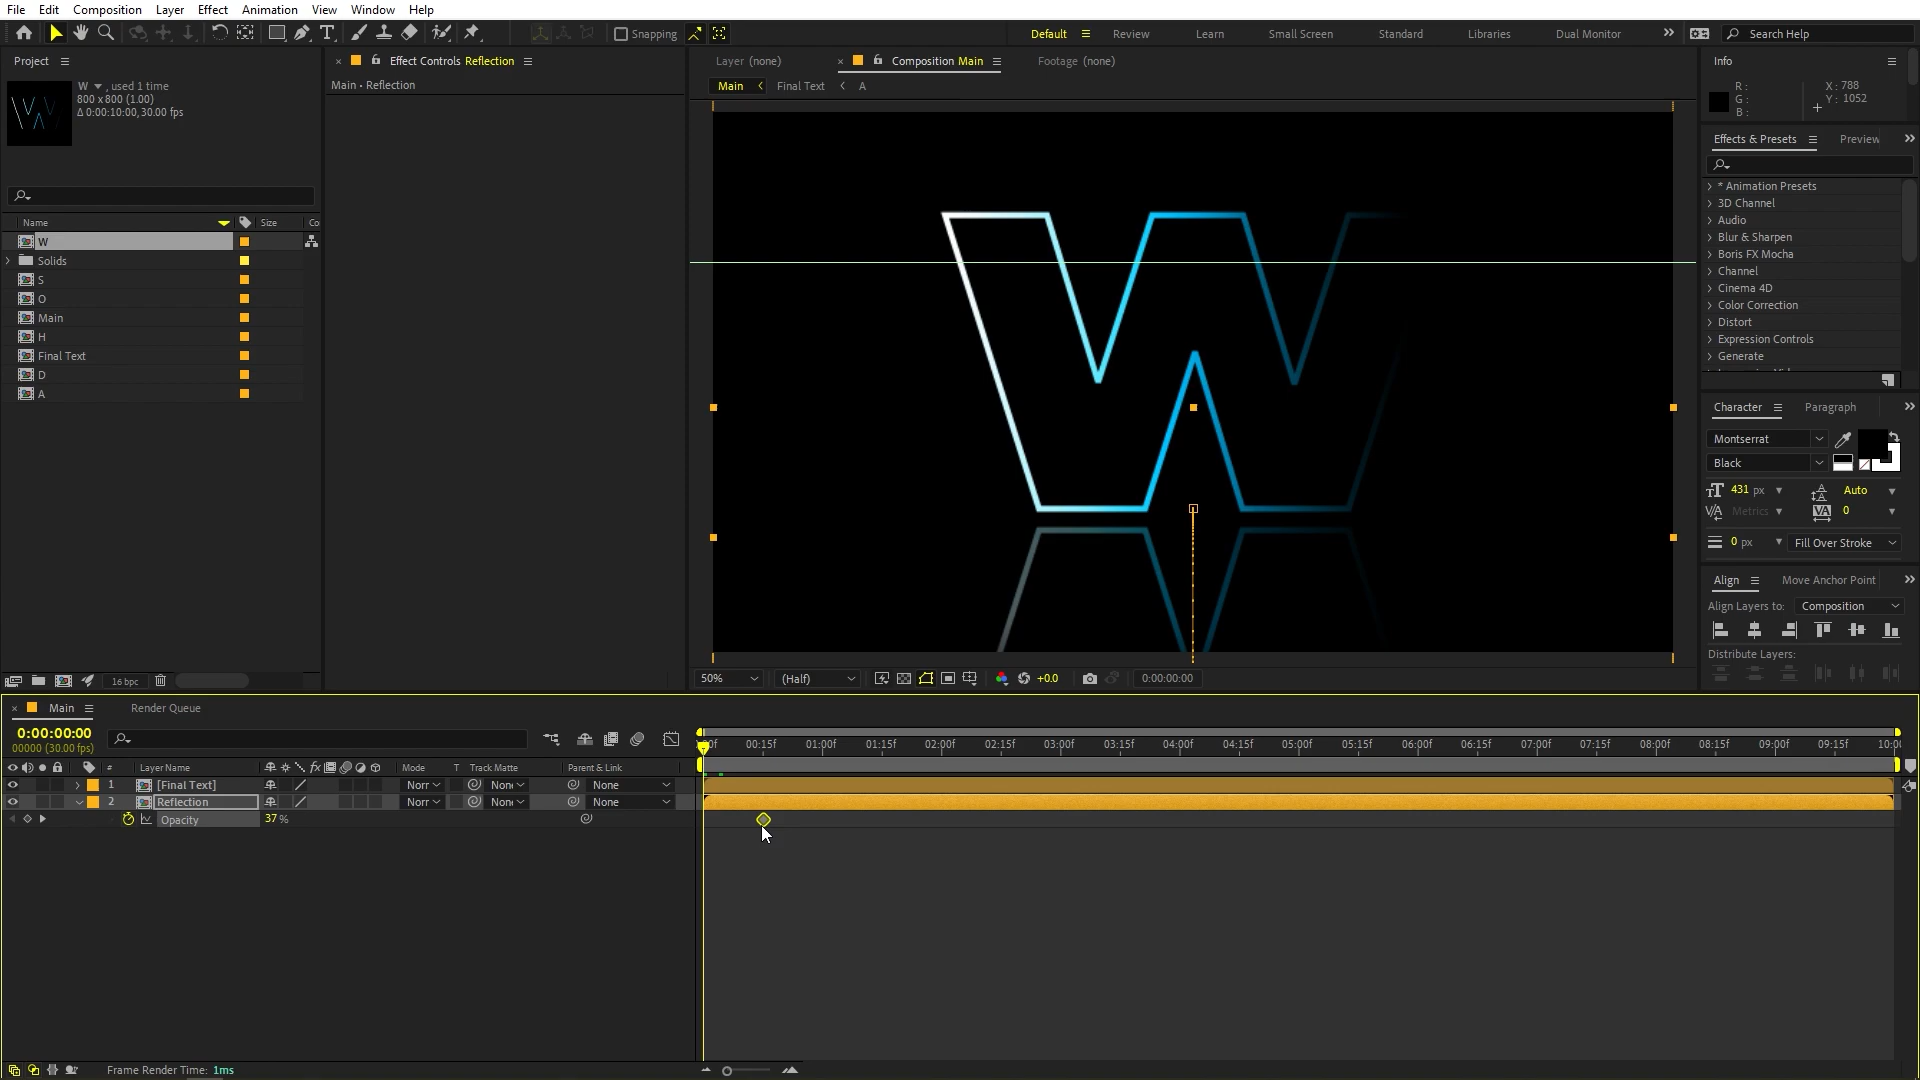 File Edit Composition Layer Effect Animation View Window Help
Snapping
Default Review Learn Small Screen Standard Libraries Dual Monitor Search Help
Project
W , used 1 time
800 x 800 (1.00)
Δ 0:00:10:00, 30.00 fps
Name Size Co
W
Solids
S
O
Main
H
Final Text
D
A
16 bpc
Effect Controls Reflection
Main • Reflection
Layer (none) Composition Main Footage (none)
Main Final Text A
50% (Half) +0.0 0:00:00:00
Info
R :
G :
B :
X : 788
Y : 1052
Effects & Presets Preview
* Animation Presets
3D Channel
Audio
Blur & Sharpen
Boris FX Mocha
Channel
Cinema 4D
Color Correction
Distort
Expression Controls
Generate
Character Paragraph
Montserrat
Black
431 px Auto
Metrics 0
0 px Fill Over Stroke
Align Move Anchor Point
Align Layers to: Composition
Distribute Layers:
Main Render Queue
0:00:00:00
00000 (30.00 fps)
00:15f 01:00f 01:15f 02:00f 02:15f 03:00f 03:15f 04:00f 04:15f 05:00f 05:15f 06:00f 06:15f 07:00f 07:15f 08:00f 08:15f 09:00f 09:15f 10:00
# Layer Name Mode T Track Matte Parent & Link
1 [Final Text] Norr None None
2 Reflection Norr None None
Opacity 37 %
Frame Render Time: 1ms